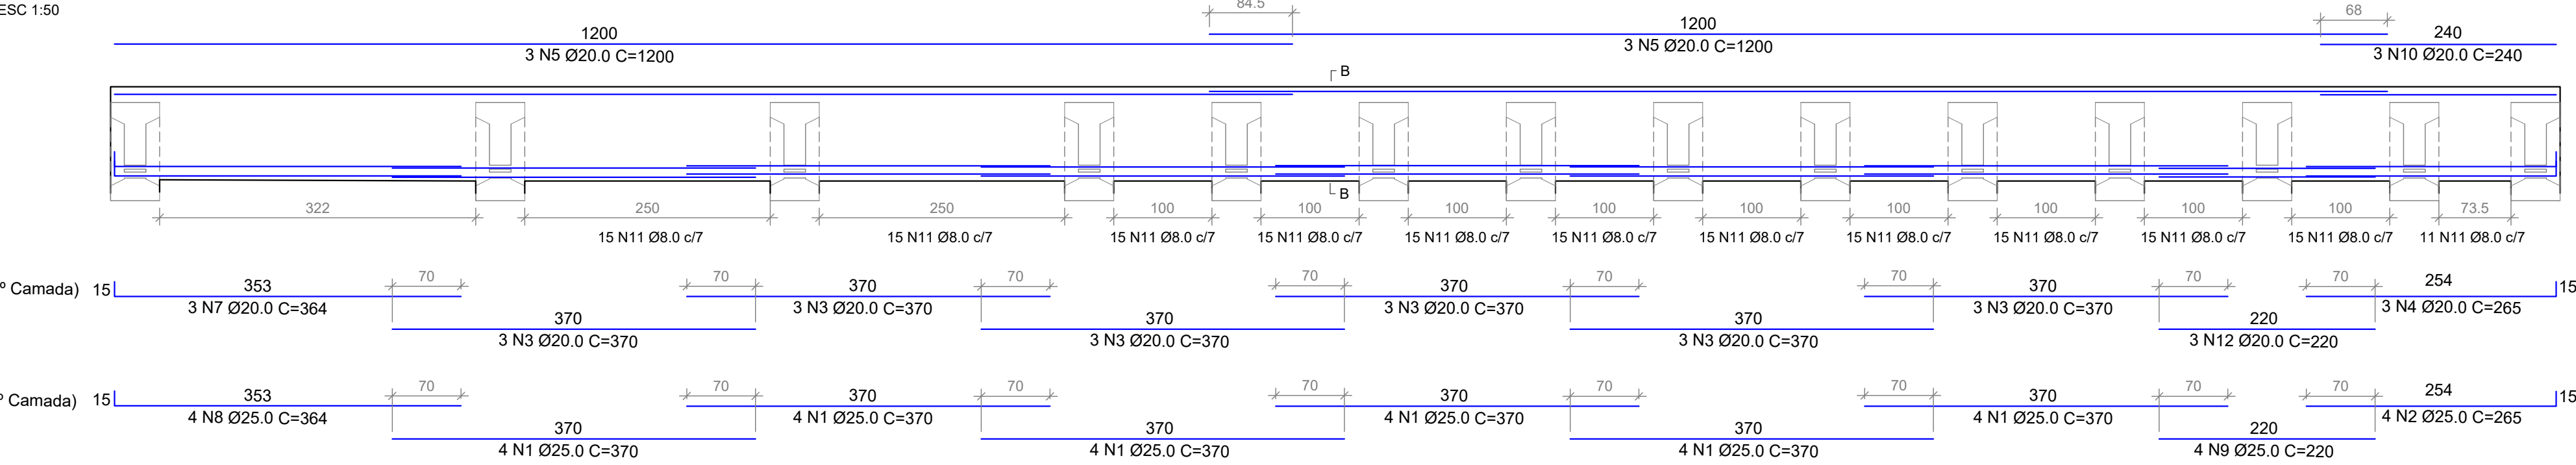 ESC 1:50
84.5
68
1200
1200
240
3 N5 Ø20.0 C=1200
3 N5 Ø20.0 C=1200
3 N10 Ø20.0 C=240
B
B
322
250
250
100
100
100
100
100
100
100
100
100
73.5
15 N11 Ø8.0 c/7
15 N11 Ø8.0 c/7
15 N11 Ø8.0 c/7
15 N11 Ø8.0 c/7
15 N11 Ø8.0 c/7
15 N11 Ø8.0 c/7
15 N11 Ø8.0 c/7
15 N11 Ø8.0 c/7
15 N11 Ø8.0 c/7
15 N11 Ø8.0 c/7
15 N11 Ø8.0 c/7
11 N11 Ø8.0 c/7
º Camada) 15
353
70
70
370
70
70
370
70
70
370
70
70
254
15
3 N7 Ø20.0 C=364
3 N3 Ø20.0 C=370
3 N3 Ø20.0 C=370
3 N3 Ø20.0 C=370
3 N4 Ø20.0 C=265
370
370
370
220
3 N3 Ø20.0 C=370
3 N3 Ø20.0 C=370
3 N3 Ø20.0 C=370
3 N12 Ø20.0 C=220
º Camada) 15
353
70
70
370
70
70
370
70
70
370
70
70
254
15
4 N8 Ø25.0 C=364
4 N1 Ø25.0 C=370
4 N1 Ø25.0 C=370
4 N1 Ø25.0 C=370
4 N2 Ø25.0 C=265
370
370
370
220
4 N1 Ø25.0 C=370
4 N1 Ø25.0 C=370
4 N1 Ø25.0 C=370
4 N9 Ø25.0 C=220